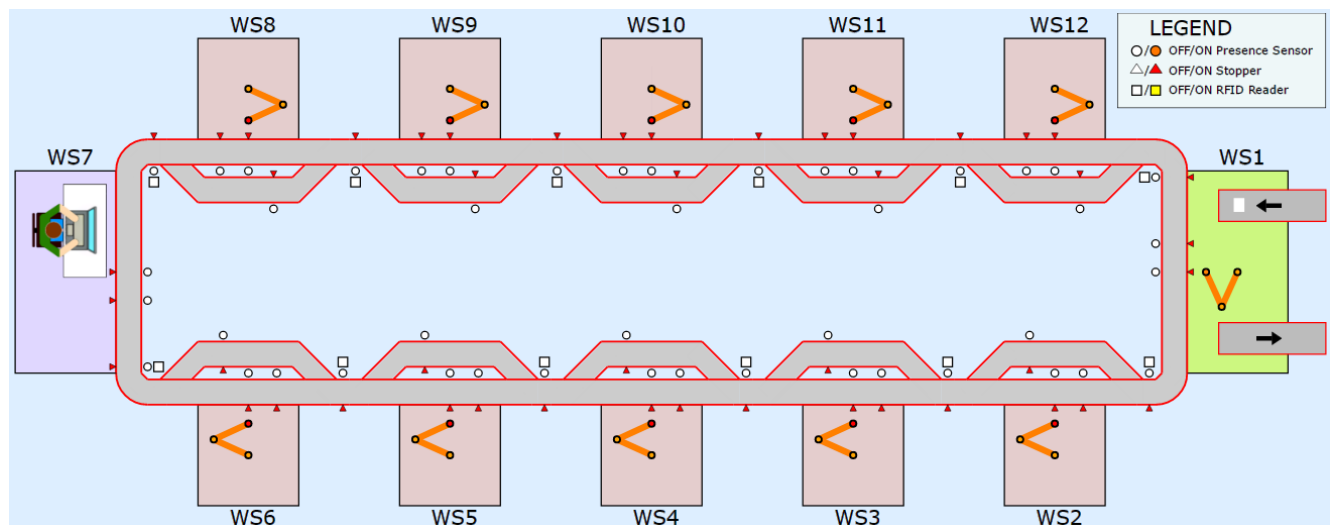 WS8 WS9 WS10 WS11 WS12
LEGEND
OFF/ON Presence Sensor
OFF/ON Stopper
OFF/ON RFID Reader
WS7
WS1
WS6 WS5 WS4 WS3 WS2